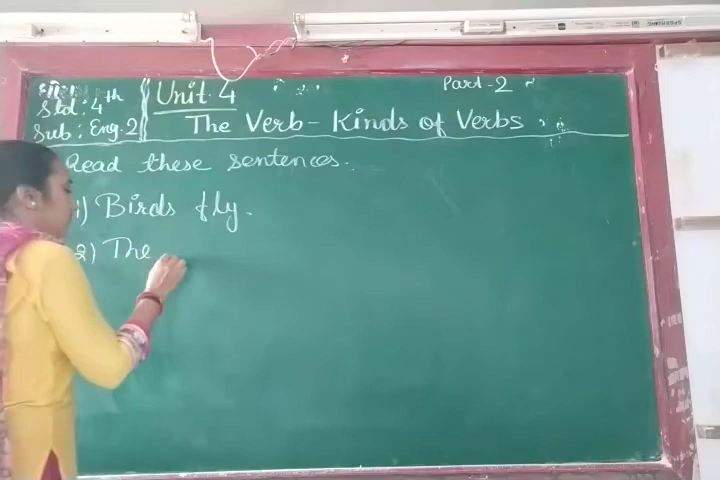 Std: 4th
Sub: Eng.2
Unit. 4
Part-2
The Verb - Kinds of Verbs
Read these sentences.
1) Birds fly.
2) The